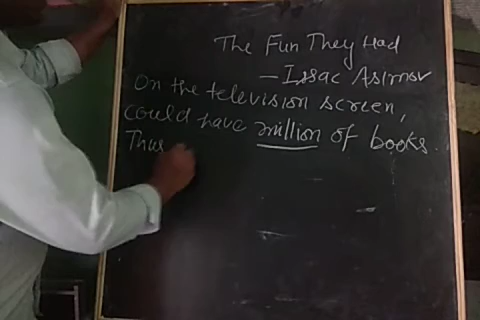 The Fun They Had
- Issac Asimov
On the television screen,
could have million of books.
Thus